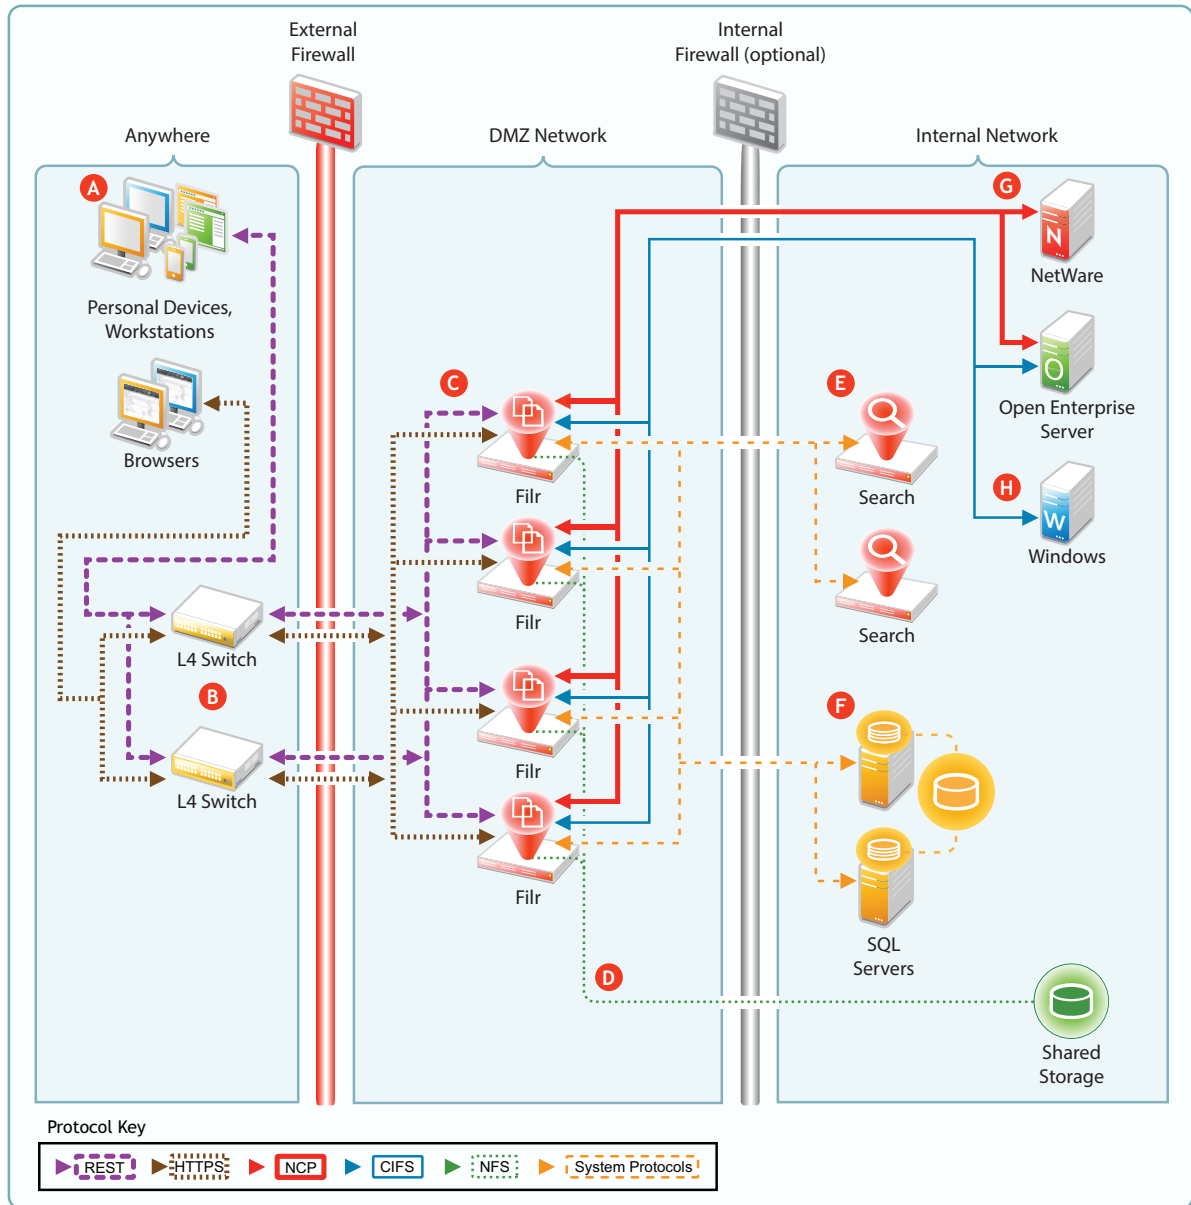 External
Firewall
Internal
Firewall (optional)
Anywhere
DMZ Network
Internal Network
A
Personal Devices,
Workstations
Browsers
L4 Switch
B
L4 Switch
C
Filr
Filr
Filr
Filr
D
E
Search
Search
F
SQL
Servers
G
N
NetWare
O
Open Enterprise
Server
H
W
Windows
Shared
Storage
Protocol Key
REST
HTTPS
NCP
CIFS
NFS
System Protocols